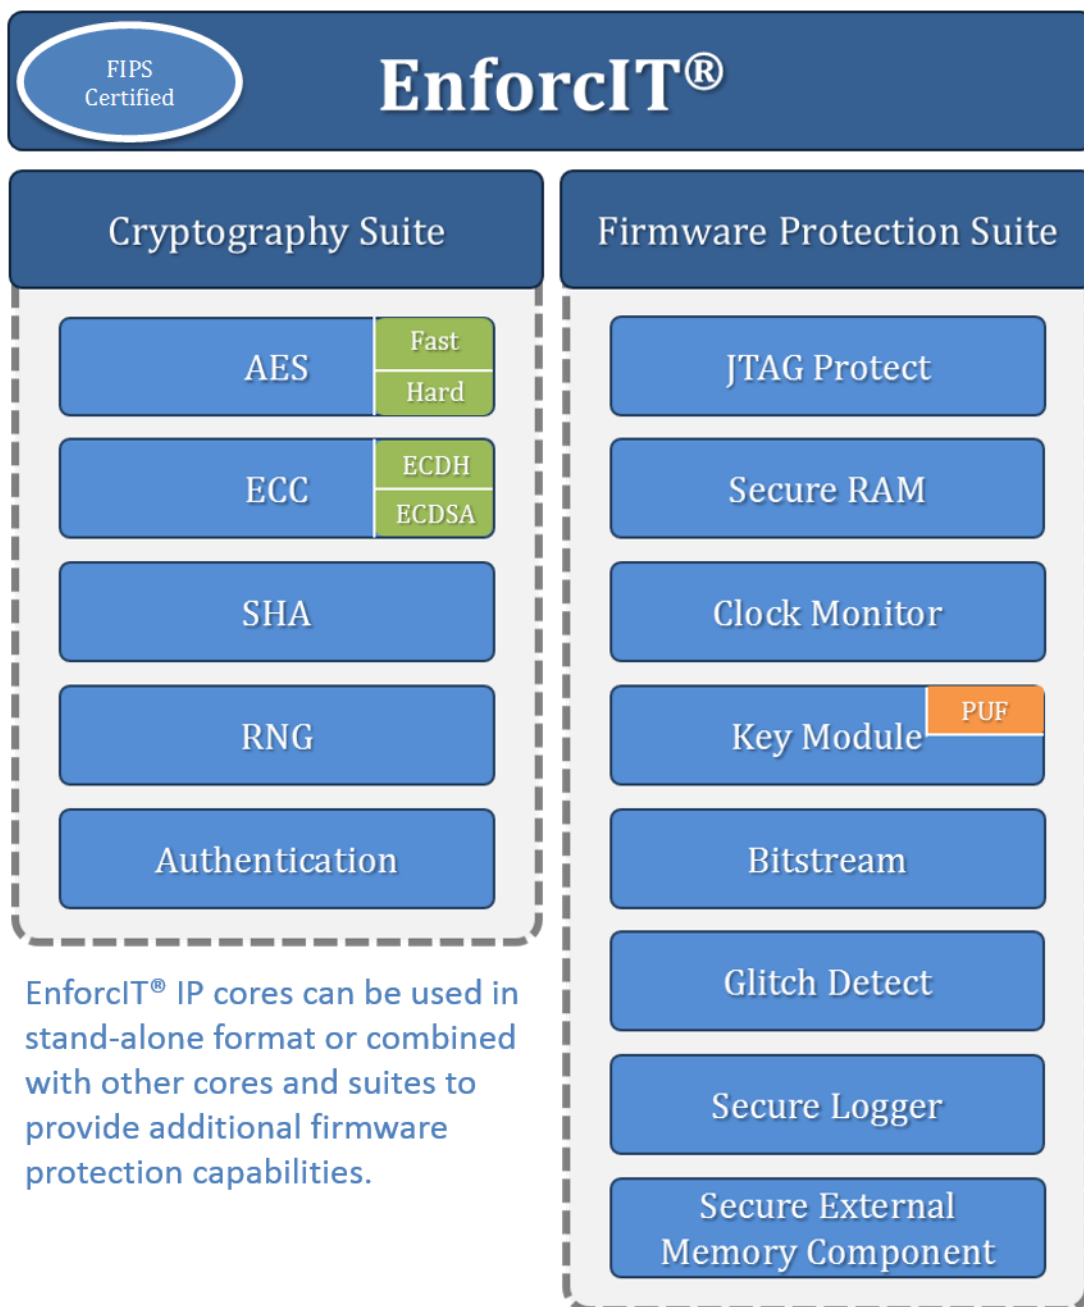 FIPS
Certified
EnforcIT®
Cryptography Suite
AES
Fast
Hard
ECC
ECDH
ECDSA
SHA
RNG
Authentication
EnforcIT® IP cores can be used in
stand-alone format or combined
with other cores and suites to
provide additional firmware
protection capabilities.
Firmware Protection Suite
JTAG Protect
Secure RAM
Clock Monitor
Key Module
PUF
Bitstream
Glitch Detect
Secure Logger
Secure External
Memory Component